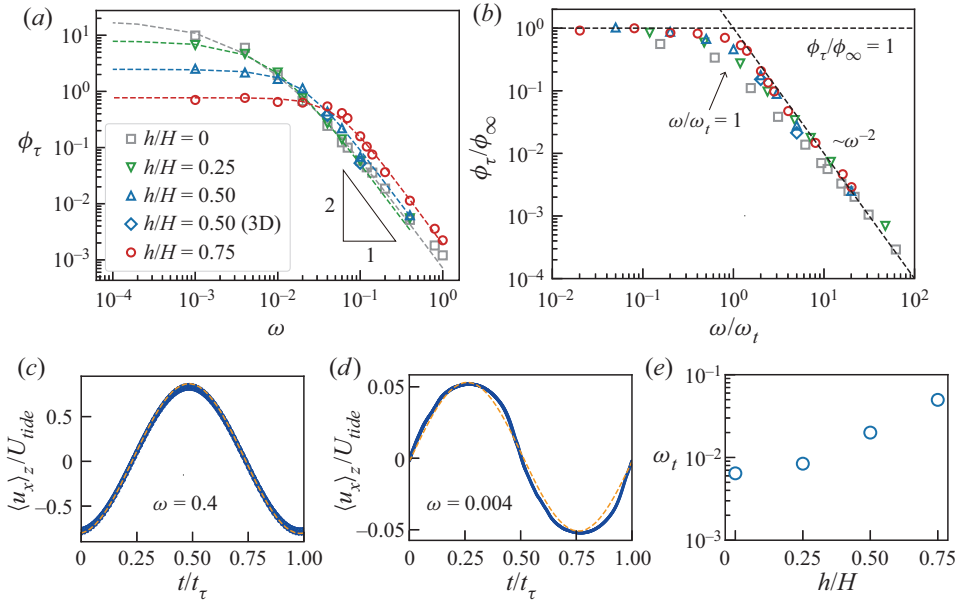 (a)
10^1
10^0
10^−1
10^−2
10^−3
ϕ_τ
h/H = 0
h/H = 0.25
h/H = 0.50
h/H = 0.50 (3D)
h/H = 0.75
2
1
10^−4 10^−3 10^−2 10^−1 10^0
ω
(b)
10^0
10^−1
10^−2
10^−3
10^−4
ϕ_τ/ϕ_∞
ϕ_τ/ϕ_∞ = 1
ω/ω_t = 1
~ω^−2
10^−2 10^−1 10^0 10^1 10^2
ω/ω_t
(c)
0.5
0
−0.5
⟨u_x⟩_z/U_tide
ω = 0.4
0 0.25 0.50 0.75 1.00
t/t_τ
(d)
0.05
0
−0.05
⟨u_x⟩_z/U_tide
ω = 0.004
0 0.25 0.50 0.75 1.00
t/t_τ
(e)
10^−1
10^−2
10^−3
ω_t
0 0.25 0.50 0.75
h/H